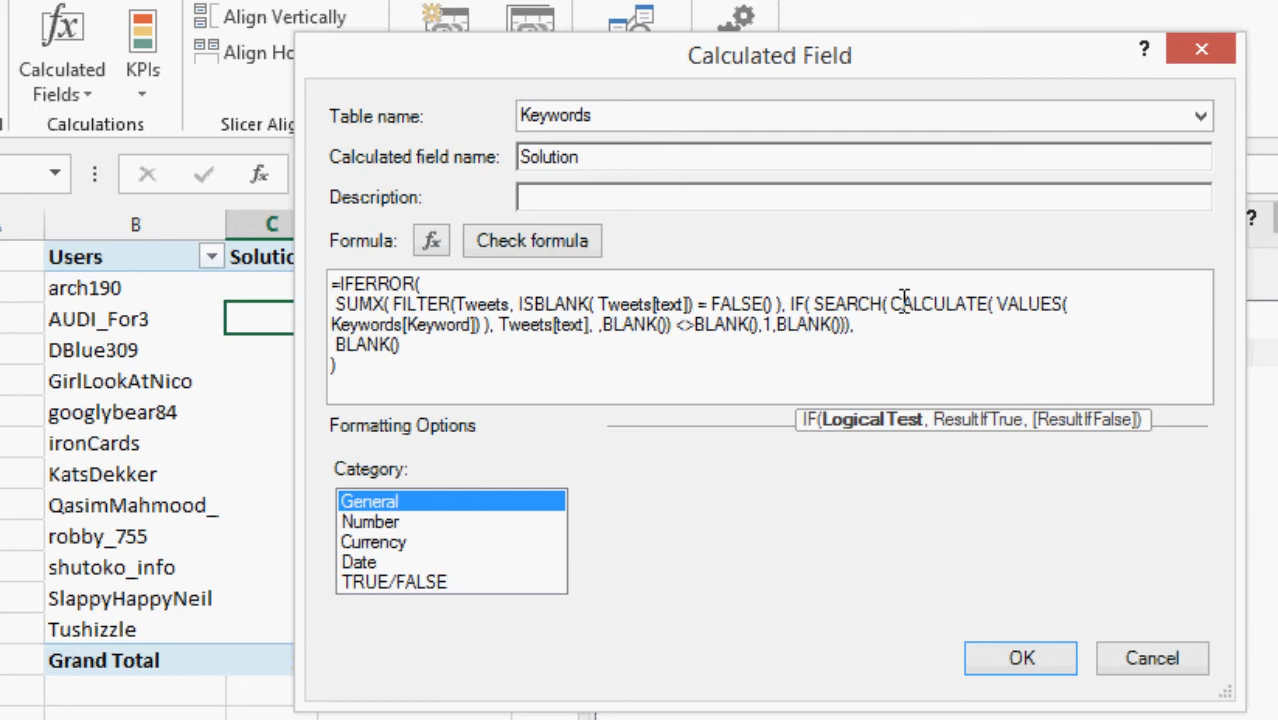 Calculated
Fields
KPIs
Align Vertically
Align Ho
Calculations
Slicer Alig
fx
B
C
Users
Solutio
arch190
AUDI_For3
DBlue309
GirlLookAtNico
googlybear84
ironCards
KatsDekker
QasimMahmood_
robby_755
shutoko_info
SlappyHappyNeil
Tushizzle
Grand Total
Calculated Field
?
Table name:
Keywords
Calculated field name:
Solution
Description:
Formula:
fx
Check formula
=IFERROR(
SUMX( FILTER(Tweets, ISBLANK( Tweets[text]) = FALSE() ), IF( SEARCH( CALCULATE( VALUES(
Keywords[Keyword]) ), Tweets[text], ,BLANK()) <>BLANK(),1,BLANK())),
BLANK()
)
IF(LogicalTest, ResultIfTrue, [ResultIfFalse])
Formatting Options
Category:
General
Number
Currency
Date
TRUE/FALSE
OK
Cancel
?